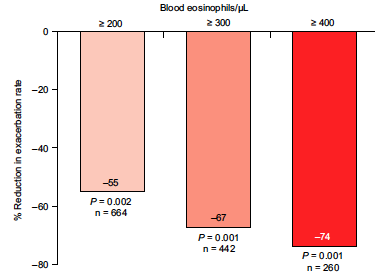 Blood eosinophils/µL
≥ 200 ≥ 300 ≥ 400
% Reduction in exacerbation rate
0
–20
–40
–60
–80
–55
P = 0.002
n = 664
–67
P = 0.001
n = 442
–74
P = 0.001
n = 260